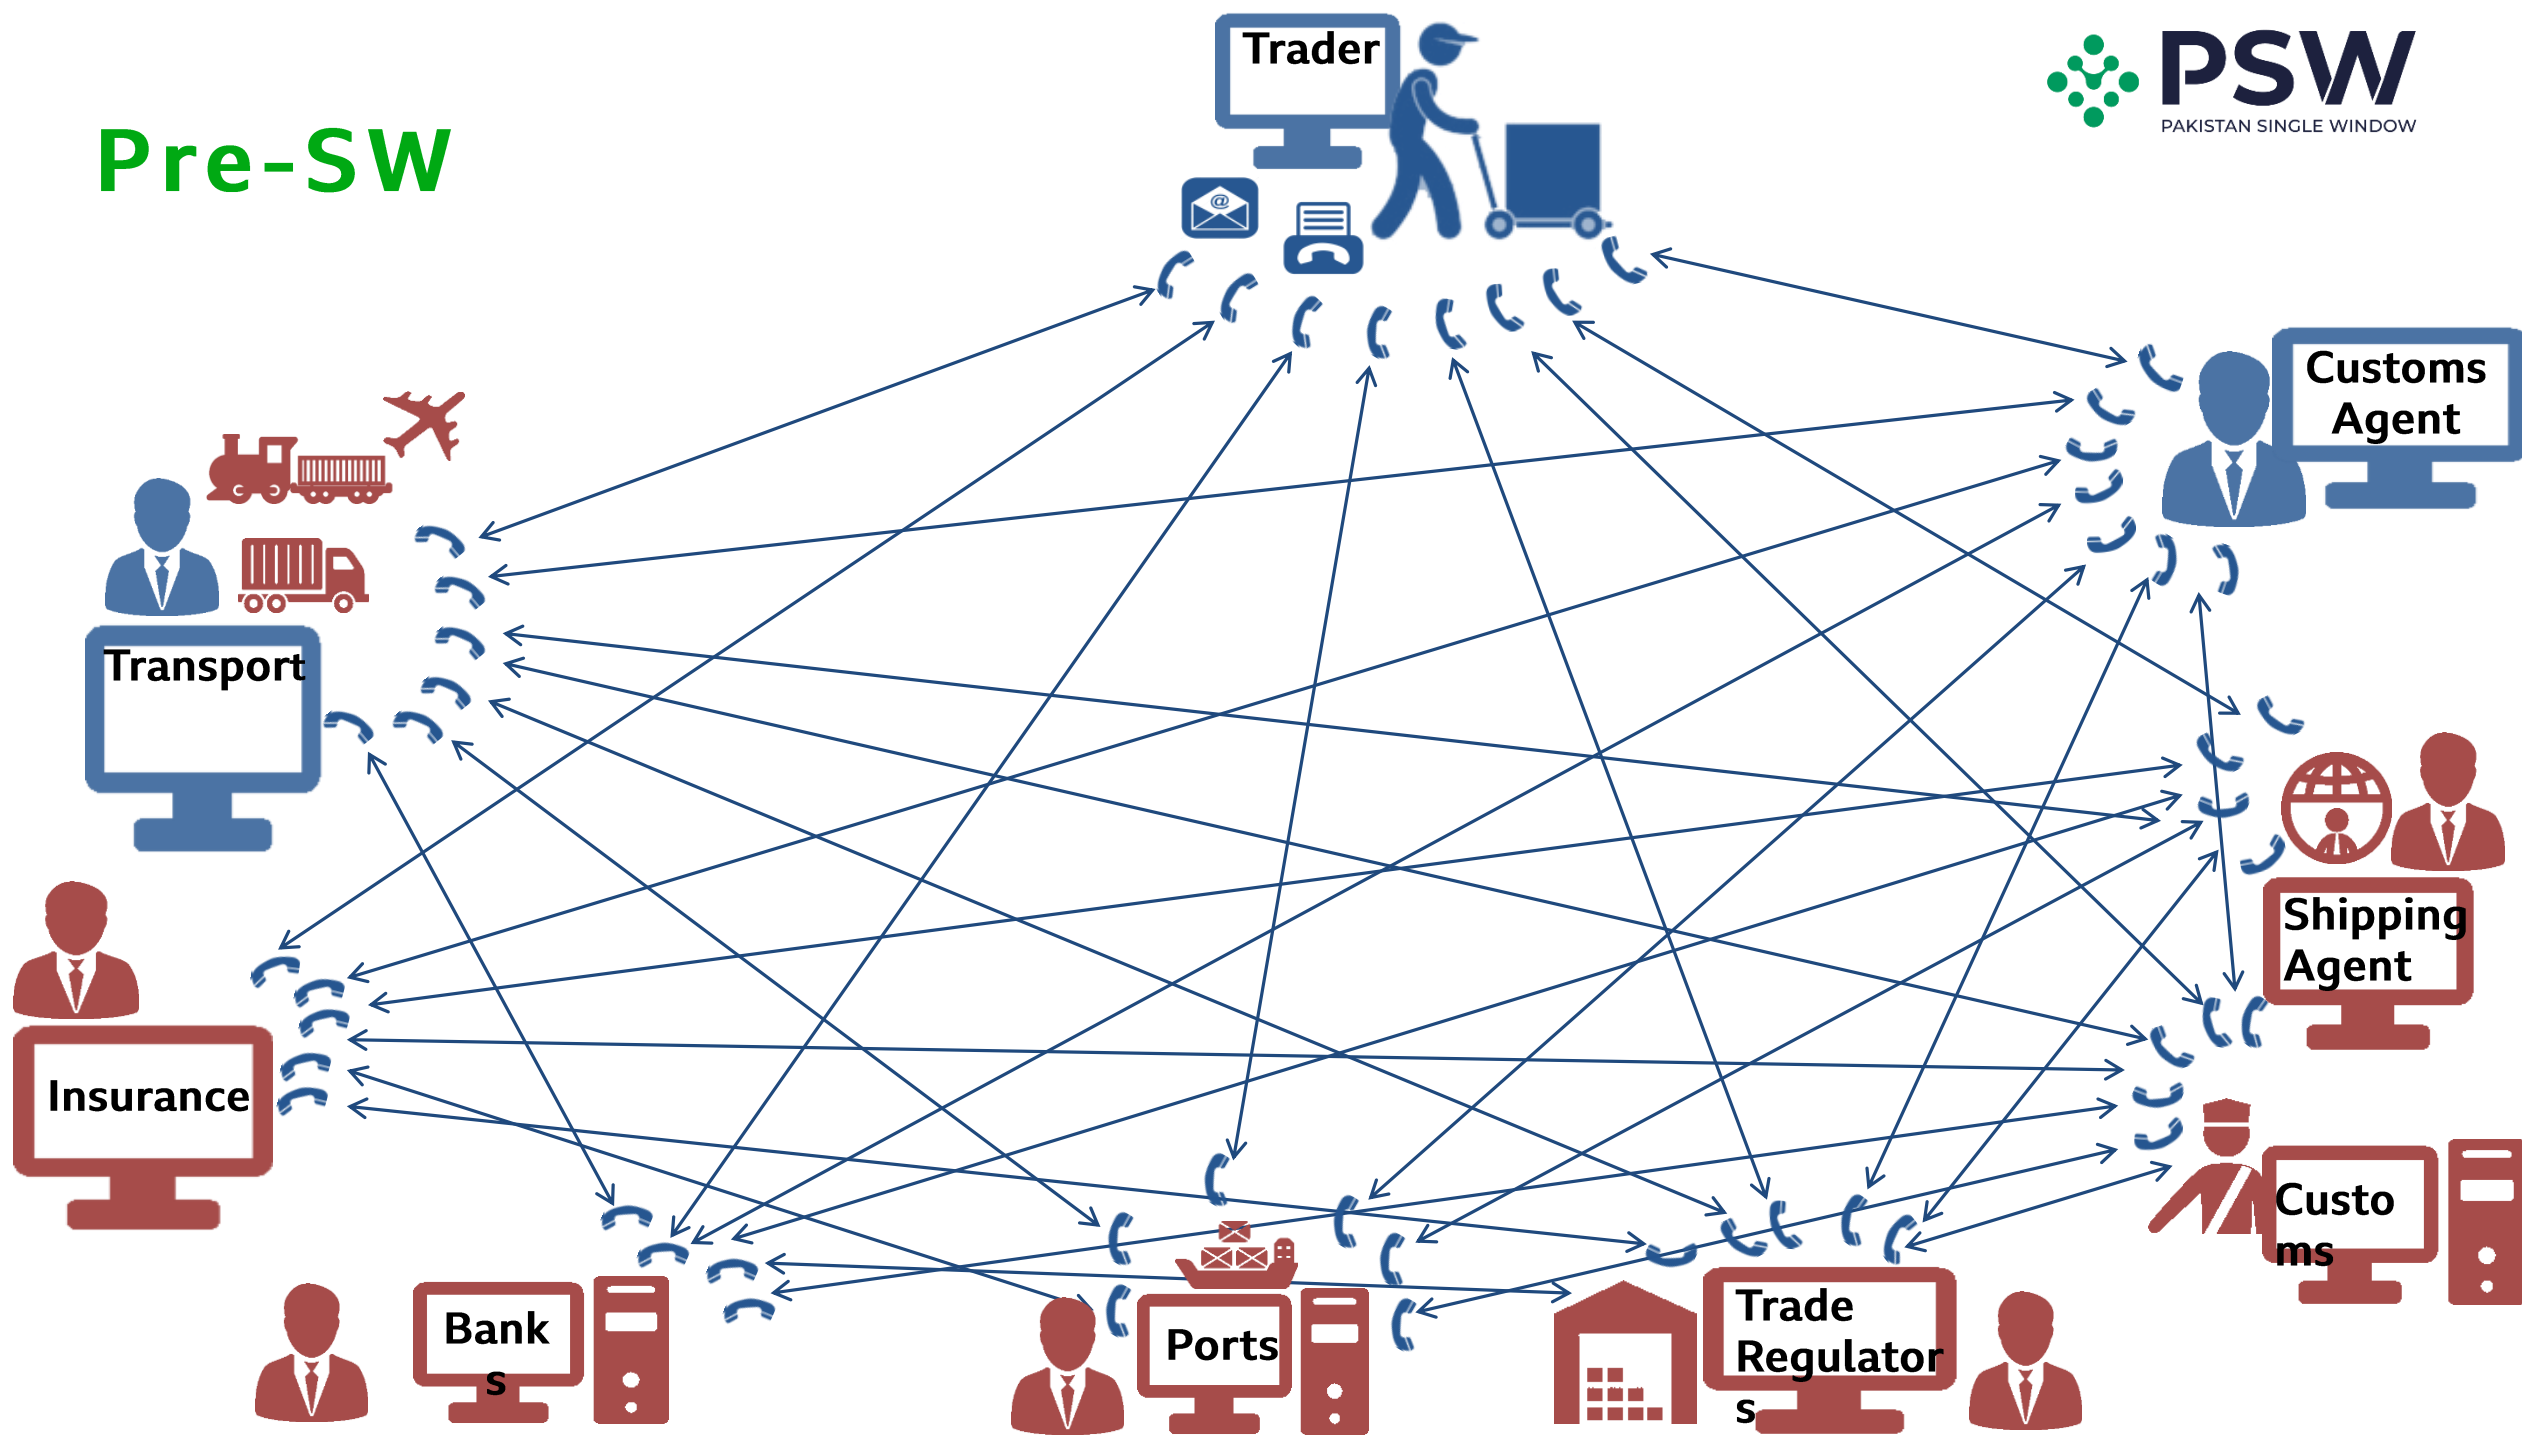 Trader
PSW
PAKISTAN SINGLE WINDOW
Pre-SW
@
Customs
Agent
Transport
Shipping
Agent
Insurance
Custo
ms
Bank
s
Ports
Trade
Regulator
s